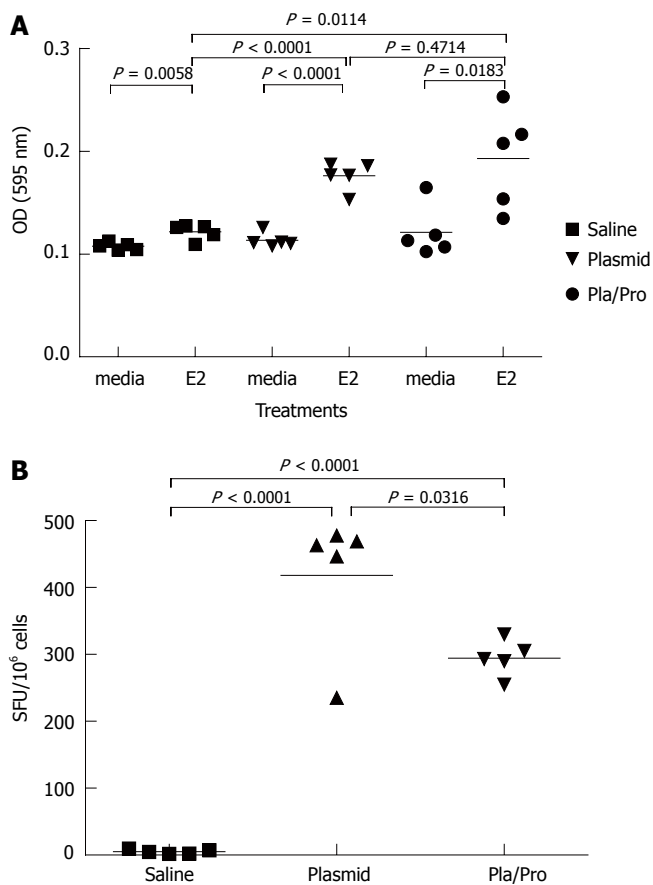 A
P = 0.0114
P < 0.0001
P = 0.4714
P = 0.0058
P < 0.0001
P = 0.0183
0.3
0.2
0.1
0.0
OD (595 nm)
media
E2
media
E2
media
E2
Treatments
Saline
Plasmid
Pla/Pro
B
P < 0.0001
P < 0.0001
P = 0.0316
500
400
300
200
100
0
SFU/10⁶ cells
Saline
Plasmid
Pla/Pro